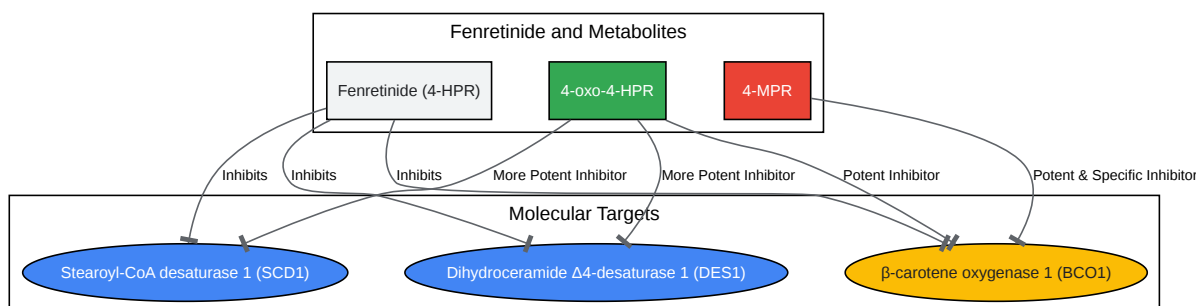 Fenretinide and Metabolites
Fenretinide (4-HPR)
4-oxo-4-HPR
4-MPR
Inhibits
Inhibits
Inhibits
More Potent Inhibitor
More Potent Inhibitor
Potent Inhibitor
Potent & Specific Inhibitor
Molecular Targets
Stearoyl-CoA desaturase 1 (SCD1)
Dihydroceramide Δ4-desaturase 1 (DES1)
β-carotene oxygenase 1 (BCO1)